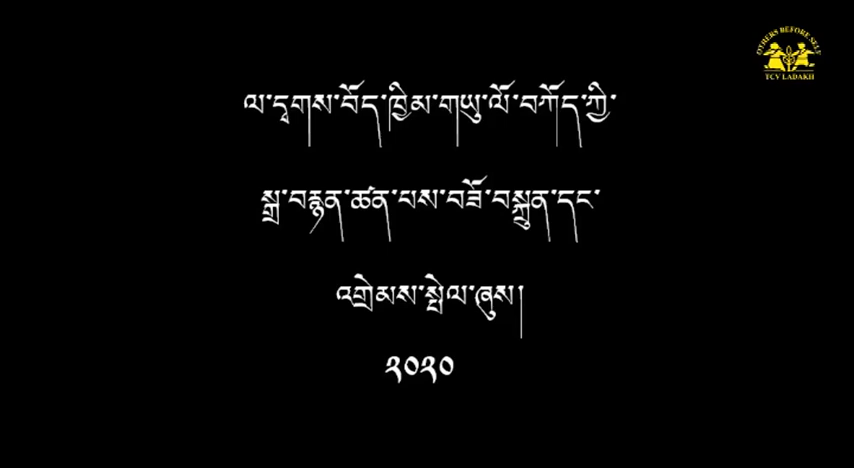 OTHERS BEFORE SELF
TCV LADAKH
ལ་དྭགས་བོད་ཁྱིམ་གཡུ་ལོ་བཀོད་ཀྱི་
སྒྲ་བརྙན་ཚན་པས་བཟོ་བསྐྲུན་དང་
འགྲེམས་སྤེལ་ཞུས།
༢༠༢༠